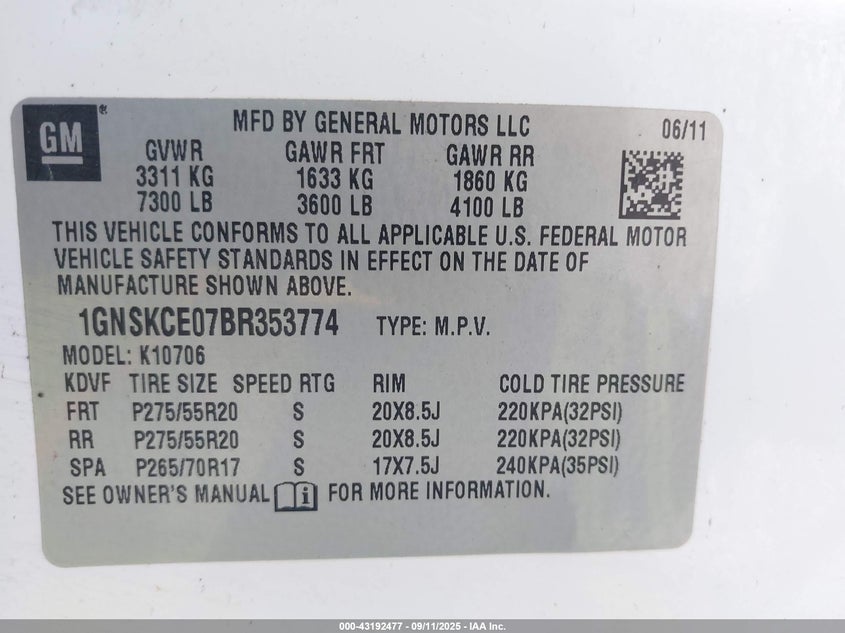 GM®
MFD BY GENERAL MOTORS LLC 06/11
GVWR GAWR FRT GAWR RR
3311 KG 1633 KG 1860 KG
7300 LB 3600 LB 4100 LB
THIS VEHICLE CONFORMS TO ALL APPLICABLE U.S. FEDERAL MOTOR
VEHICLE SAFETY STANDARDS IN EFFECT ON THE DATE OF
MANUFACTURE SHOWN ABOVE.
1GNSKCE07BR353774 TYPE: M.P.V.
MODEL: K10706
KDVF TIRE SIZE SPEED RTG RIM COLD TIRE PRESSURE
FRT P275/55R20 S 20X8.5J 220KPA(32PSI)
RR P275/55R20 S 20X8.5J 220KPA(32PSI)
SPA P265/70R17 S 17X7.5J 240KPA(35PSI)
SEE OWNER'S MANUAL i FOR MORE INFORMATION.
000-43192477 - 09/11/2025 - IAA Inc.